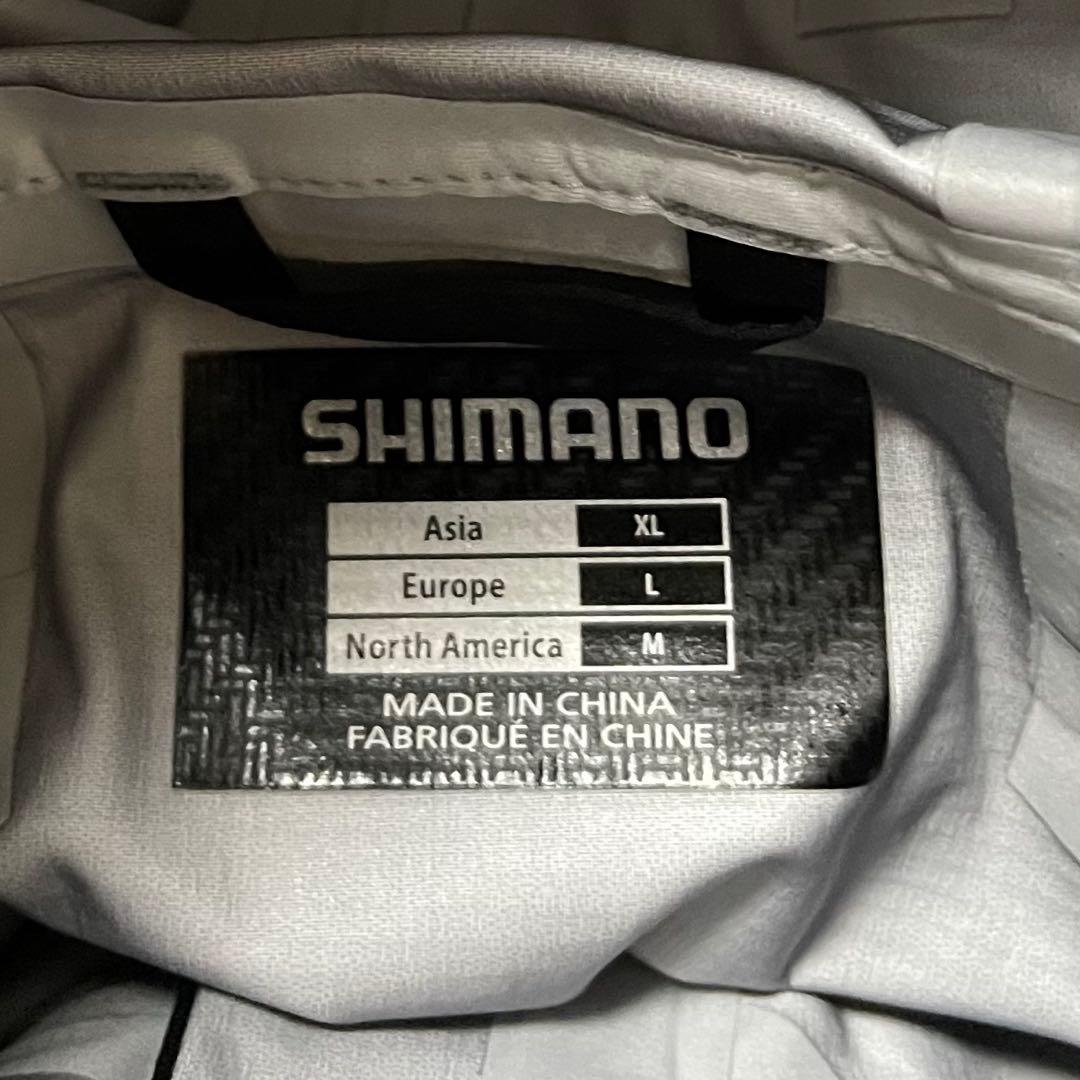 SHIMANO
Asia XL
Europe L
North America M
MADE IN CHINA
FABRIQUÉ EN CHINE